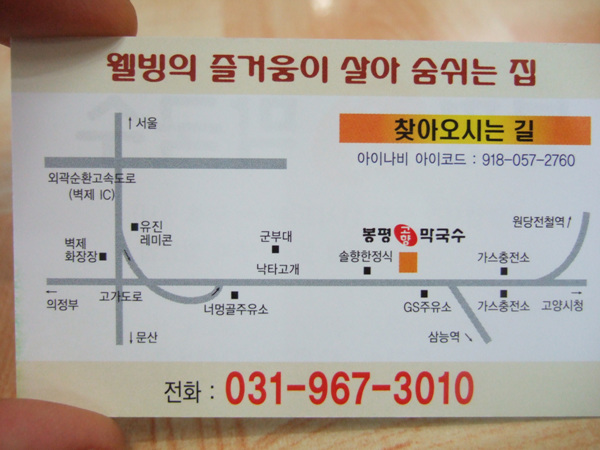 웰빙의 즐거움이 살아 숨쉬는 집
찾아오시는 길
아이나비 아이코드 : 918-057-2760
↑서울
외곽순환고속도로
(벽제 IC)
유진
레미콘
벽제
화장장
군부대
낙타고개
봉평 고양 막국수
솔향한정식
원당전철역↑
가스충전소
←
의정부
고가도로
너멍골주유소
GS주유소
가스충전소
→
고양시청
↓문산
삼능역↘
전화 : 031-967-3010